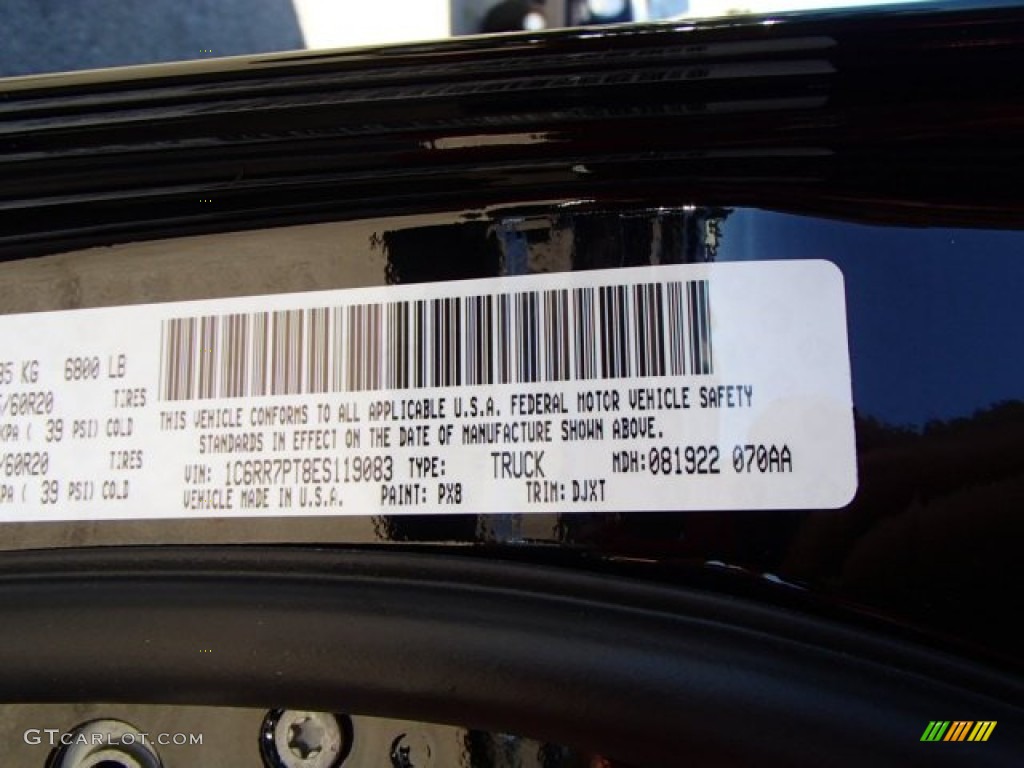 85 KG 6800 LB
/60R20 TIRES
KPA ( 39 PSI) COLD
/60R20 TIRES
KPA ( 39 PSI) COLD
THIS VEHICLE CONFORMS TO ALL APPLICABLE U.S.A. FEDERAL MOTOR VEHICLE SAFETY
STANDARDS IN EFFECT ON THE DATE OF MANUFACTURE SHOWN ABOVE.
VIN: 1C6RR7PT8ES119083 TYPE: TRUCK MDH:081922 070AA
VEHICLE MADE IN U.S.A. PAINT: PX8 TRIM:DJXT
GTCARLOT.COM